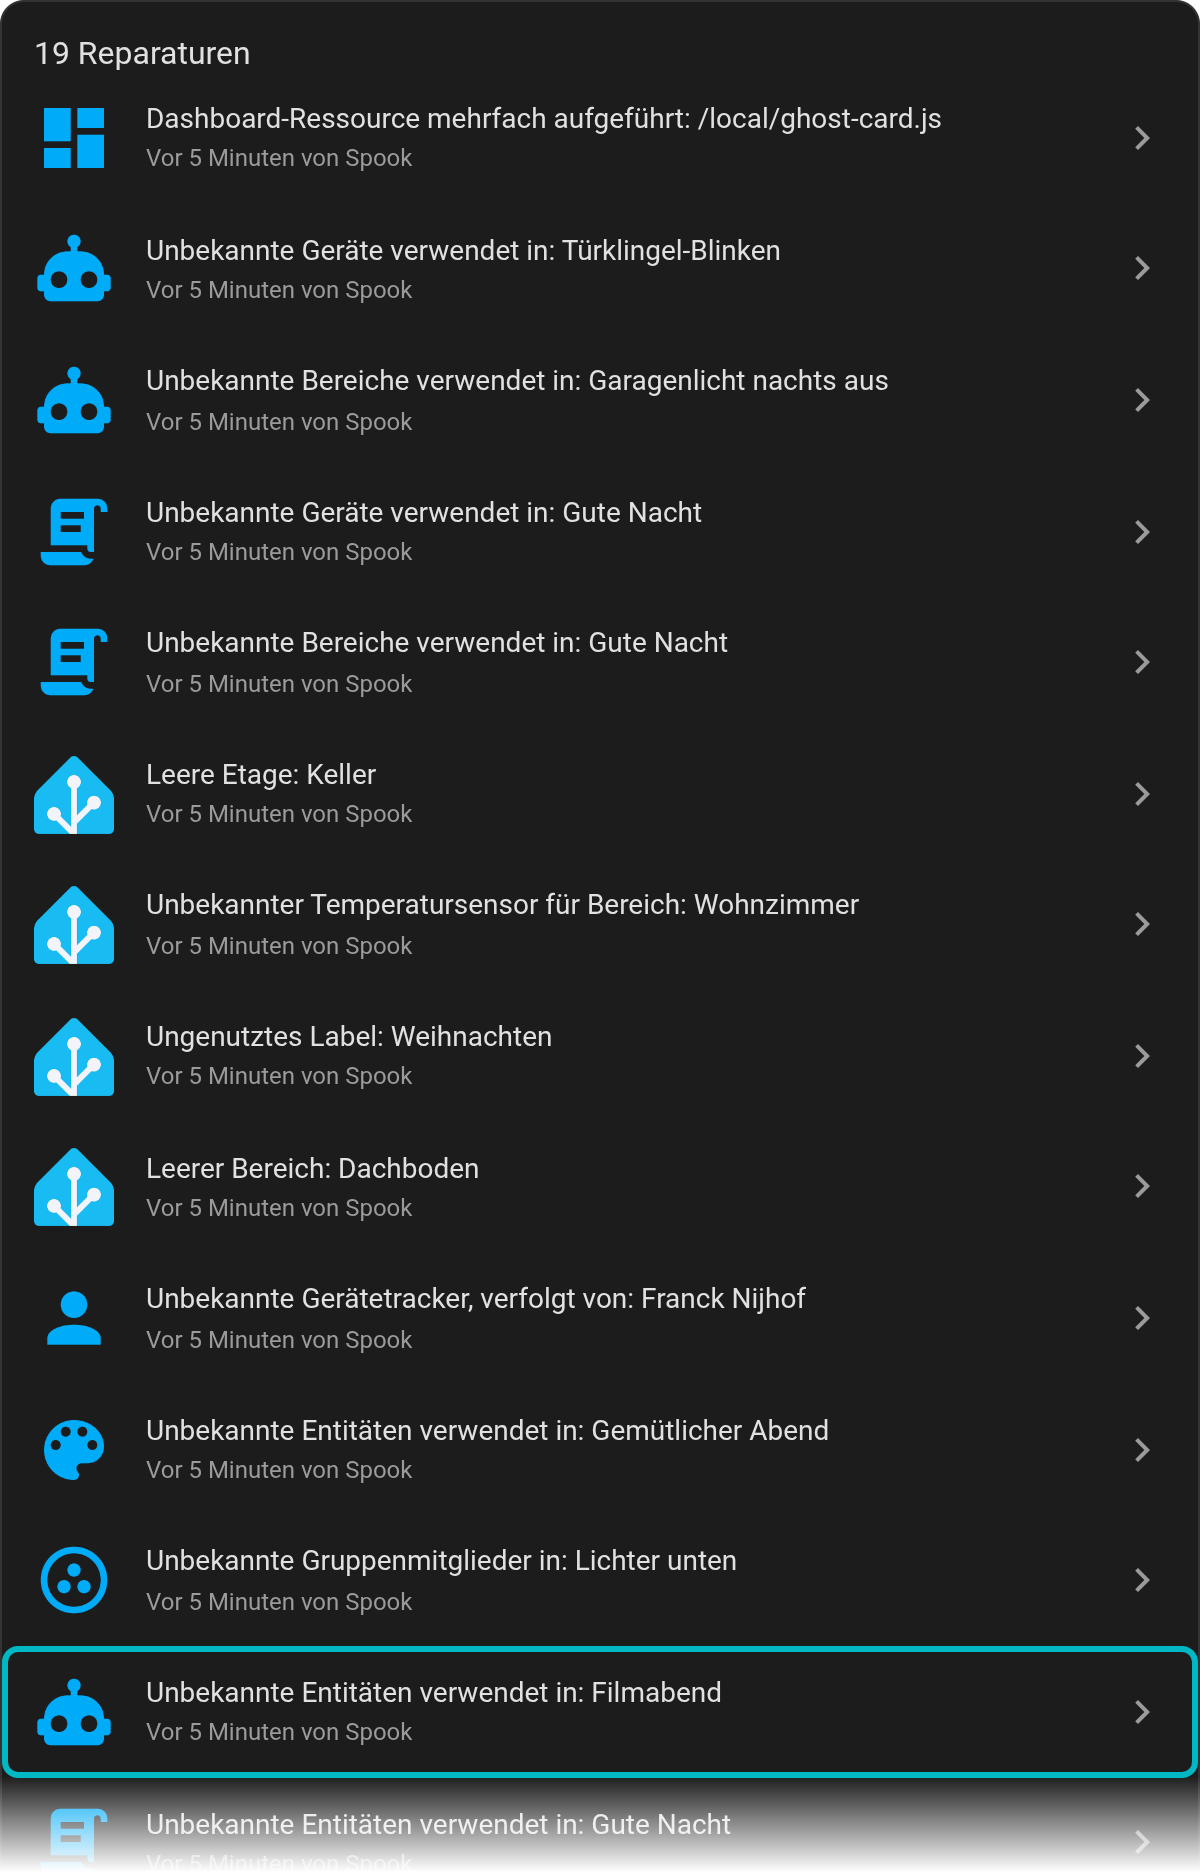 19 Reparaturen
Dashboard-Ressource mehrfach aufgeführt: /local/ghost-card.js
Vor 5 Minuten von Spook
Unbekannte Geräte verwendet in: Türklingel-Blinken
Vor 5 Minuten von Spook
Unbekannte Bereiche verwendet in: Garagenlicht nachts aus
Vor 5 Minuten von Spook
Unbekannte Geräte verwendet in: Gute Nacht
Vor 5 Minuten von Spook
Unbekannte Bereiche verwendet in: Gute Nacht
Vor 5 Minuten von Spook
Leere Etage: Keller
Vor 5 Minuten von Spook
Unbekannter Temperatursensor für Bereich: Wohnzimmer
Vor 5 Minuten von Spook
Ungenutztes Label: Weihnachten
Vor 5 Minuten von Spook
Leerer Bereich: Dachboden
Vor 5 Minuten von Spook
Unbekannte Gerätetracker, verfolgt von: Franck Nijhof
Vor 5 Minuten von Spook
Unbekannte Entitäten verwendet in: Gemütlicher Abend
Vor 5 Minuten von Spook
Unbekannte Gruppenmitglieder in: Lichter unten
Vor 5 Minuten von Spook
Unbekannte Entitäten verwendet in: Filmabend
Vor 5 Minuten von Spook
Unbekannte Entitäten verwendet in: Gute Nacht
Vor 5 Minuten von Spook